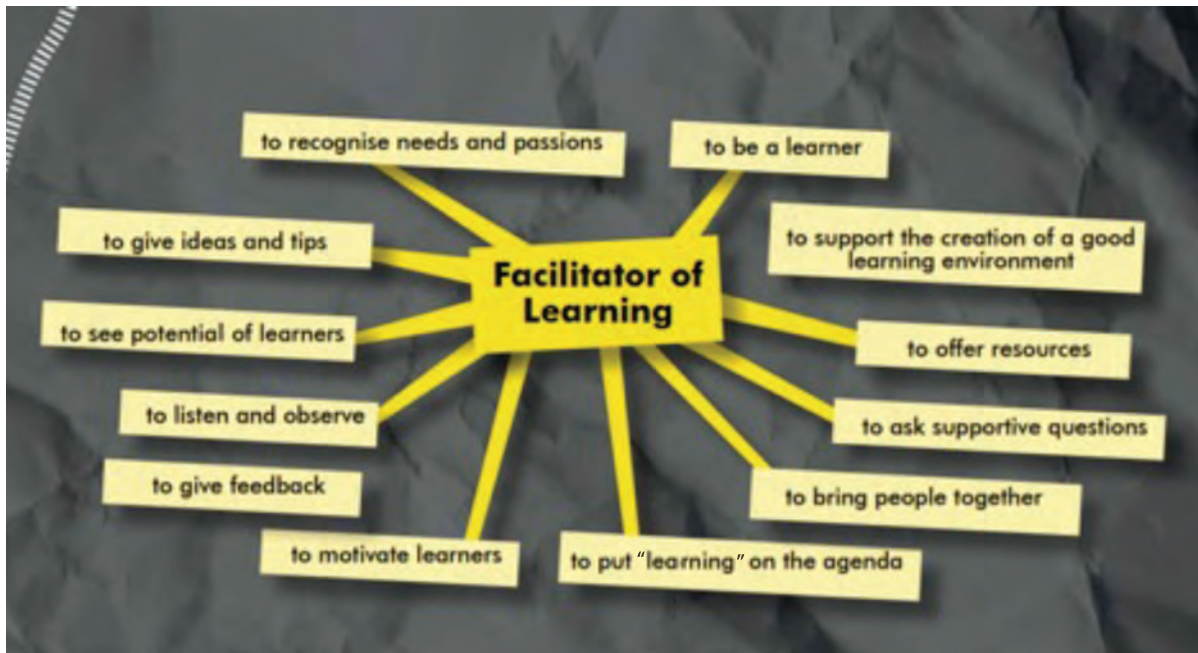 to recognise needs and passions
to be a learner
to give ideas and tips
to support the creation of a good
learning environment
Facilitator of
Learning
to see potential of learners
to offer resources
to listen and observe
to ask supportive questions
to give feedback
to bring people together
to motivate learners
to put “learning” on the agenda